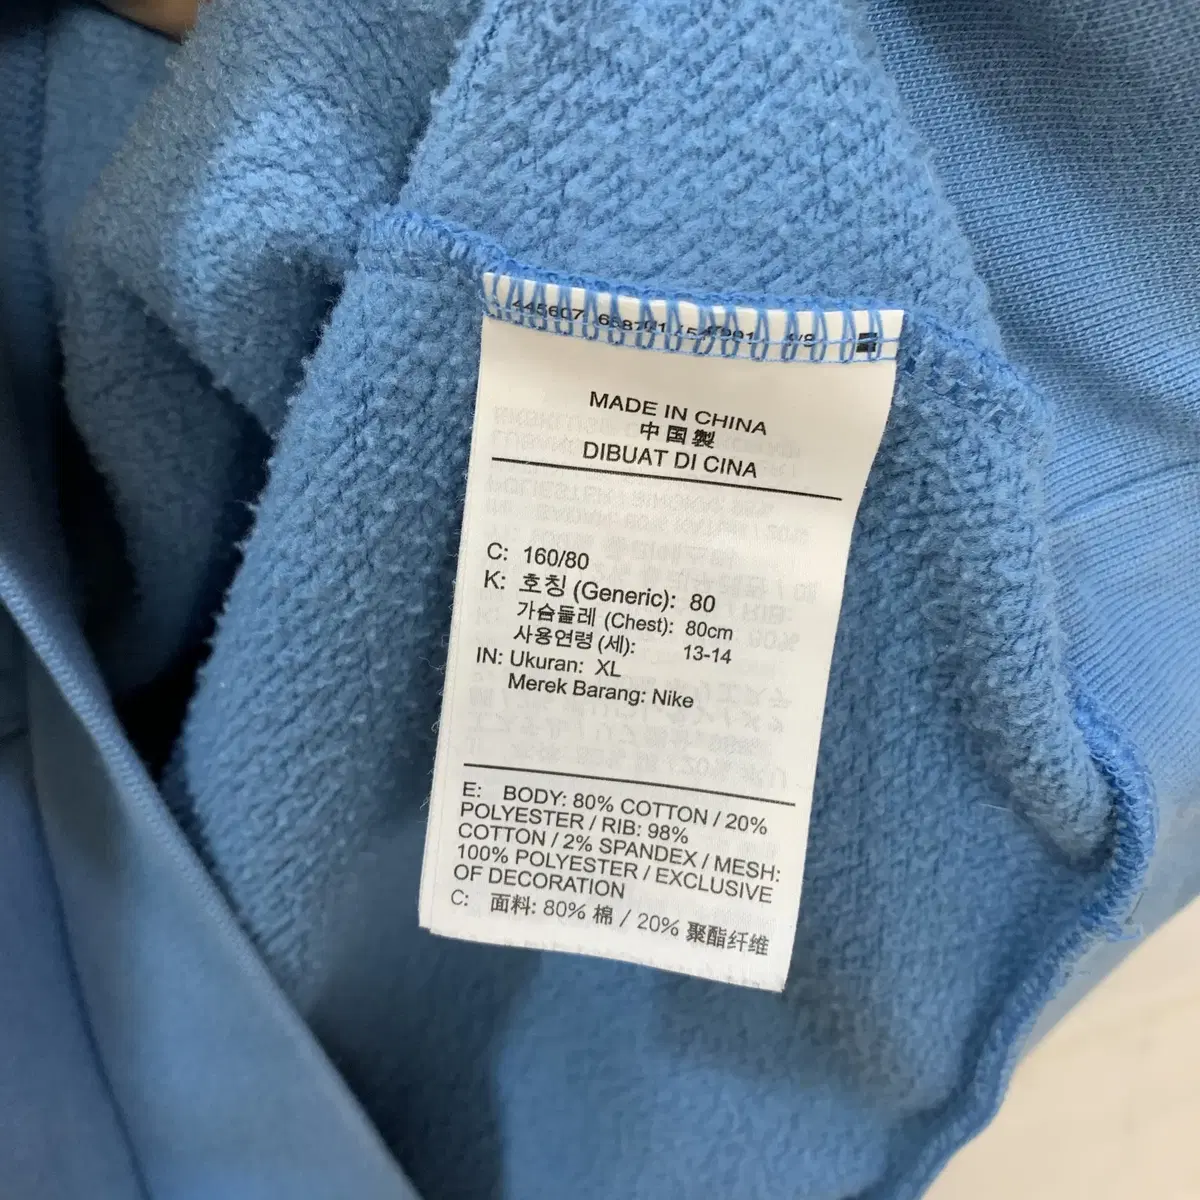 MADE IN CHINA
中国製
DIBUAT DI CINA
C: 160/80
K: 호칭 (Generic): 80
가슴둘레 (Chest): 80cm
사용연령 (세): 13-14
IN: Ukuran: XL
Merek Barang: Nike
E: BODY: 80% COTTON / 20%
POLYESTER / RIB: 98%
COTTON / 2% SPANDEX / MESH:
100% POLYESTER / EXCLUSIVE
OF DECORATION
C: 面料: 80% 棉 / 20% 聚酯纤维